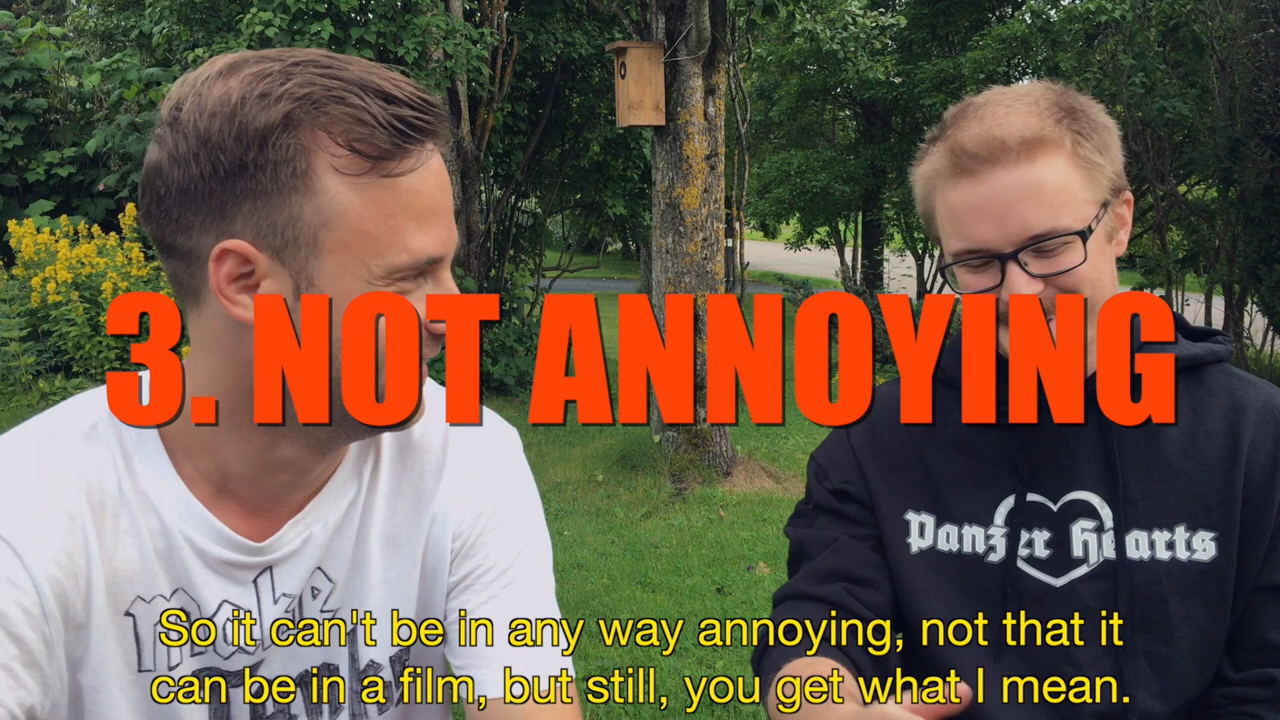 3. NOT ANNOYING
Panzer Hearts
make
So it can't be in any way annoying, not that it
can be in a film, but still, you get what I mean.